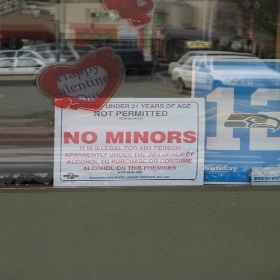 Happy
Valentine
Day
UNDER 21 YEARS OF AGE
NOT PERMITTED
NO MINORS
IT IS ILLEGAL FOR ANY PERSON
APPARENTLY UNDER THE INFLUENCE OF
ALCOHOL TO PURCHASE OR CONSUME
ALCOHOL ON THIS PREMISES
12
Sunday